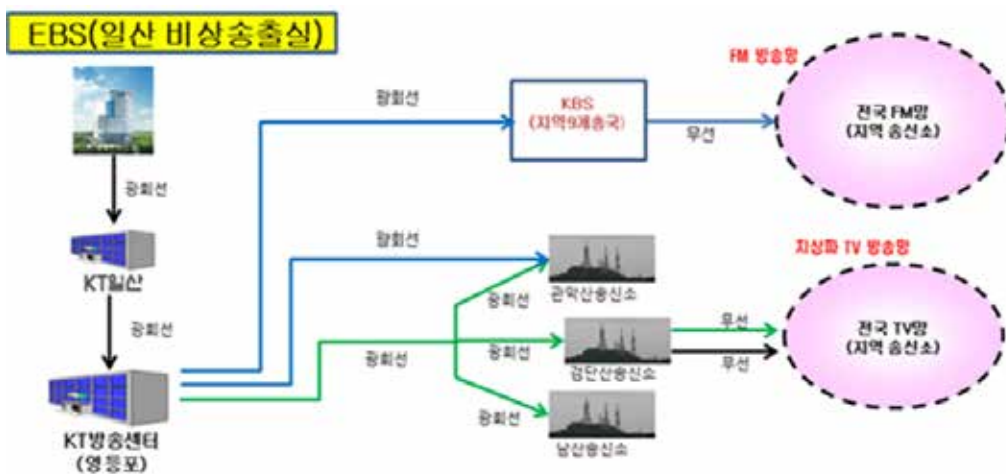 EBS(일산 비상송출실)
FM 방송망
광회선
KBS
(지역9계송국)
무선
전국 FM망
(지역 송신소)
광회선
KT일산
광회선
광회선
관악산송신소
지상파 TV 방송망
광회선
무선
전국 TV망
(지역 송신소)
광회선
광회선
검단산송신소
무선
KT방송센터
(영등포)
광회선
남산송신소